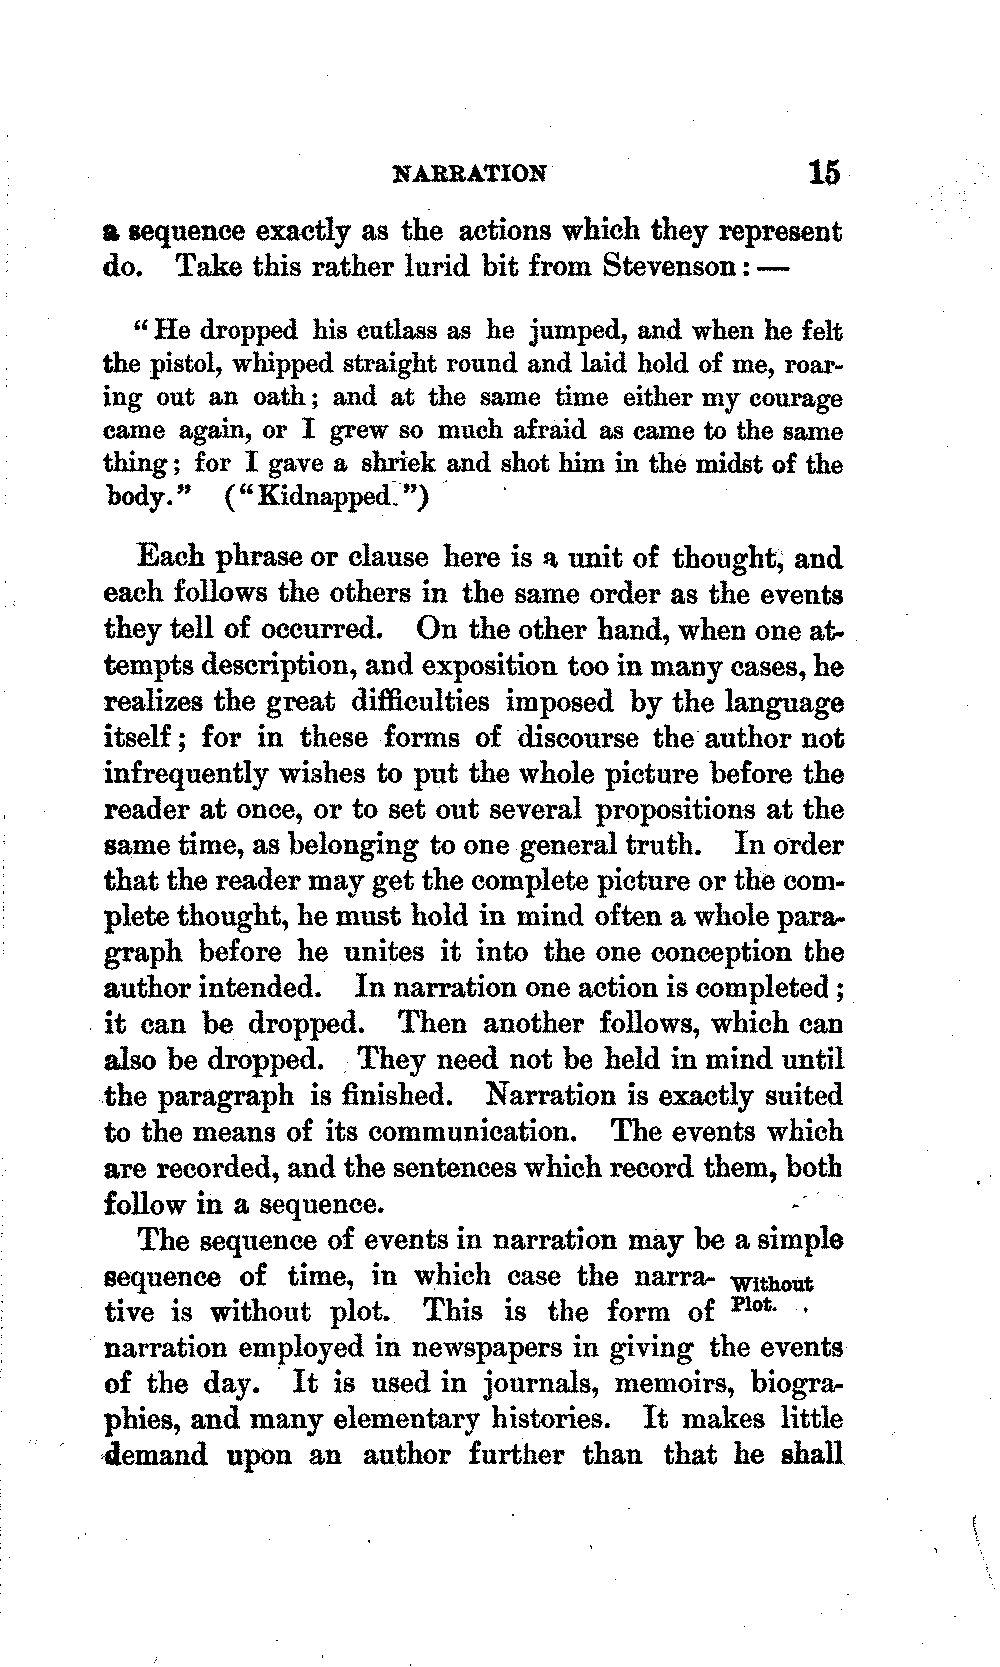 NARRATION 15
a sequence exactly as the actions which they represent
do. Take this rather lurid bit from Stevenson: —
“He dropped his cutlass as he jumped, and when he felt
the pistol, whipped straight round and laid hold of me, roar-
ing out an oath; and at the same time either my courage
came again, or I grew so much afraid as came to the same
thing; for I gave a shriek and shot him in the midst of the
body.” (“Kidnapped.”)
Each phrase or clause here is a unit of thought, and
each follows the others in the same order as the events
they tell of occurred. On the other hand, when one at-
tempts description, and exposition too in many cases, he
realizes the great difficulties imposed by the language
itself; for in these forms of discourse the author not
infrequently wishes to put the whole picture before the
reader at once, or to set out several propositions at the
same time, as belonging to one general truth. In order
that the reader may get the complete picture or the com-
plete thought, he must hold in mind often a whole para-
graph before he unites it into the one conception the
author intended. In narration one action is completed;
it can be dropped. Then another follows, which can
also be dropped. They need not be held in mind until
the paragraph is finished. Narration is exactly suited
to the means of its communication. The events which
are recorded, and the sentences which record them, both
follow in a sequence.
The sequence of events in narration may be a simple
sequence of time, in which case the narra-
tive is without plot. This is the form of
Without
Plot.
narration employed in newspapers in giving the events
of the day. It is used in journals, memoirs, biogra-
phies, and many elementary histories. It makes little
demand upon an author further than that he shall